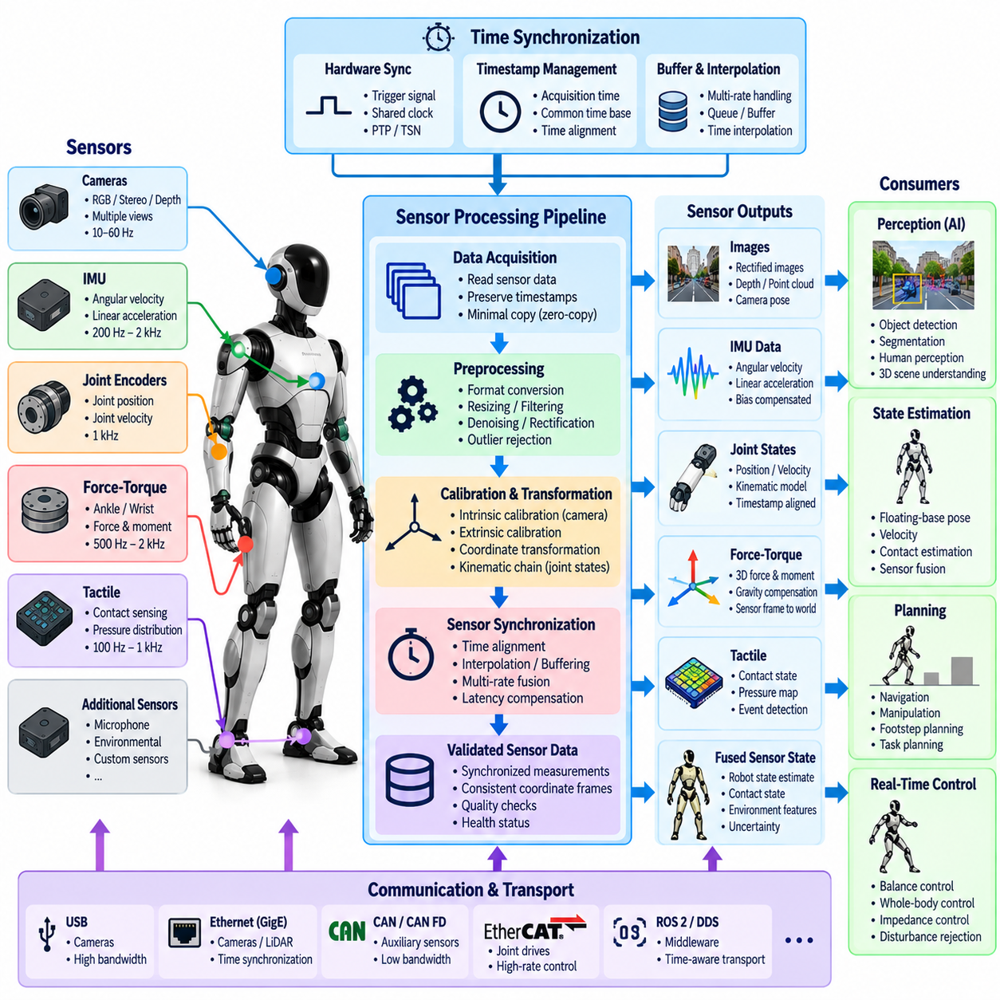 Time Synchronization
Hardware Sync
• Trigger signal
• Shared clock
• PTP / TSN
Timestamp Management
• Acquisition time
• Common time base
• Time alignment
Buffer & Interpolation
• Multi-rate handling
• Queue / Buffer
• Time interpolation
Sensors
Cameras
• RGB / Stereo / Depth
• Multiple views
• 10–60 Hz
IMU
• Angular velocity
• Linear acceleration
• 200 Hz – 2 kHz
Joint Encoders
• Joint position
• Joint velocity
• 1 kHz
Force-Torque
• Ankle / Wrist
• Force & moment
• 500 Hz – 2 kHz
Tactile
• Contact sensing
• Pressure distribution
• 100 Hz – 1 kHz
Additional Sensors
• Microphone
• Environmental
• Custom sensors
• ...
Sensor Processing Pipeline
Data Acquisition
• Read sensor data
• Preserve timestamps
• Minimal copy (zero-copy)
Preprocessing
• Format conversion
• Resizing / Filtering
• Denoising / Rectification
• Outlier rejection
Calibration & Transformation
• Intrinsic calibration (camera)
• Extrinsic calibration
• Coordinate transformation
• Kinematic chain (joint states)
Sensor Synchronization
• Time alignment
• Interpolation / Buffering
• Multi-rate fusion
• Latency compensation
Validated Sensor Data
• Synchronized measurements
• Consistent coordinate frames
• Quality checks
• Health status
Sensor Outputs
Images
• Rectified images
• Depth / Point cloud
• Camera pose
IMU Data
• Angular velocity
• Linear acceleration
• Bias compensated
Joint States
• Position / Velocity
• Kinematic model
• Timestamp aligned
Force-Torque
• 3D force & moment
• Gravity compensation
• Sensor frame to world
Tactile
• Contact state
• Pressure map
• Event detection
Fused Sensor State
• Robot state estimate
• Contact state
• Environment features
• Uncertainty
Consumers
Perception (AI)
• Object detection
• Segmentation
• Human perception
• 3D scene understanding
State Estimation
• Floating-base pose
• Velocity
• Contact estimation
• Sensor fusion
Planning
• Navigation
• Manipulation
• Footstep planning
• Task planning
Real-Time Control
• Balance control
• Whole-body control
• Impedance control
• Disturbance rejection
Communication & Transport
USB
• Cameras
• High bandwidth
Ethernet (GigE)
• Cameras / LiDAR
• Time synchronization
CAN
CAN / CAN FD
• Auxiliary sensors
• Low bandwidth
EtherCAT
• Joint drives
• High-rate control
ROS 2 / DDS
• Middleware
• Time-aware transport
...